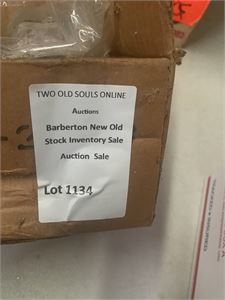 TWO OLD SOULS ONLINE
Auctions
Barberton New Old
Stock Inventory Sale
Auction Sale
Lot 1134